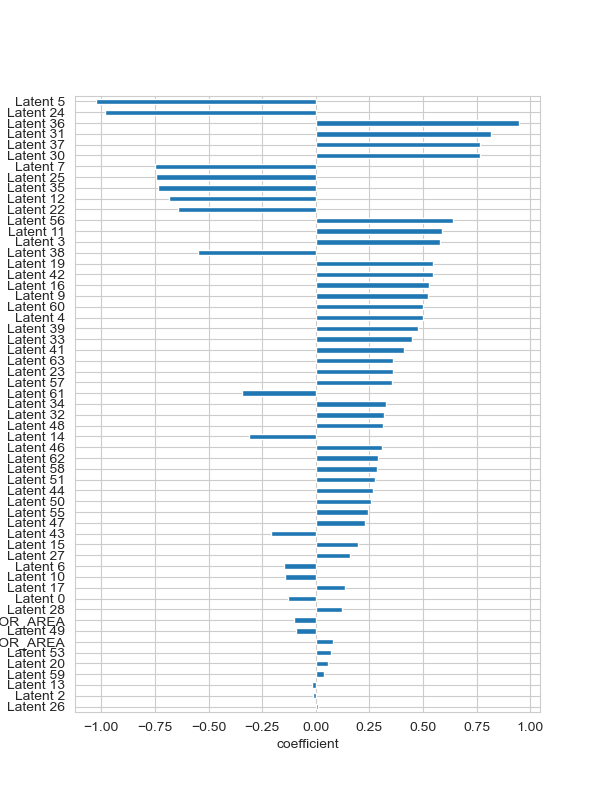 Latent 5
Latent 24
Latent 36
Latent 31
Latent 37
Latent 30
Latent 7
Latent 25
Latent 35
Latent 12
Latent 22
Latent 56
Latent 11
Latent 3
Latent 38
Latent 19
Latent 42
Latent 16
Latent 9
Latent 60
Latent 4
Latent 39
Latent 33
Latent 41
Latent 63
Latent 23
Latent 57
Latent 61
Latent 34
Latent 32
Latent 48
Latent 14
Latent 46
Latent 62
Latent 58
Latent 51
Latent 44
Latent 50
Latent 55
Latent 47
Latent 43
Latent 15
Latent 27
Latent 6
Latent 10
Latent 17
Latent 0
Latent 28
OR_AREA
Latent 49
OR_AREA
Latent 53
Latent 20
Latent 59
Latent 13
Latent 2
Latent 26
−1.00 −0.75 −0.50 −0.25 0.00 0.25 0.50 0.75 1.00
coefficient